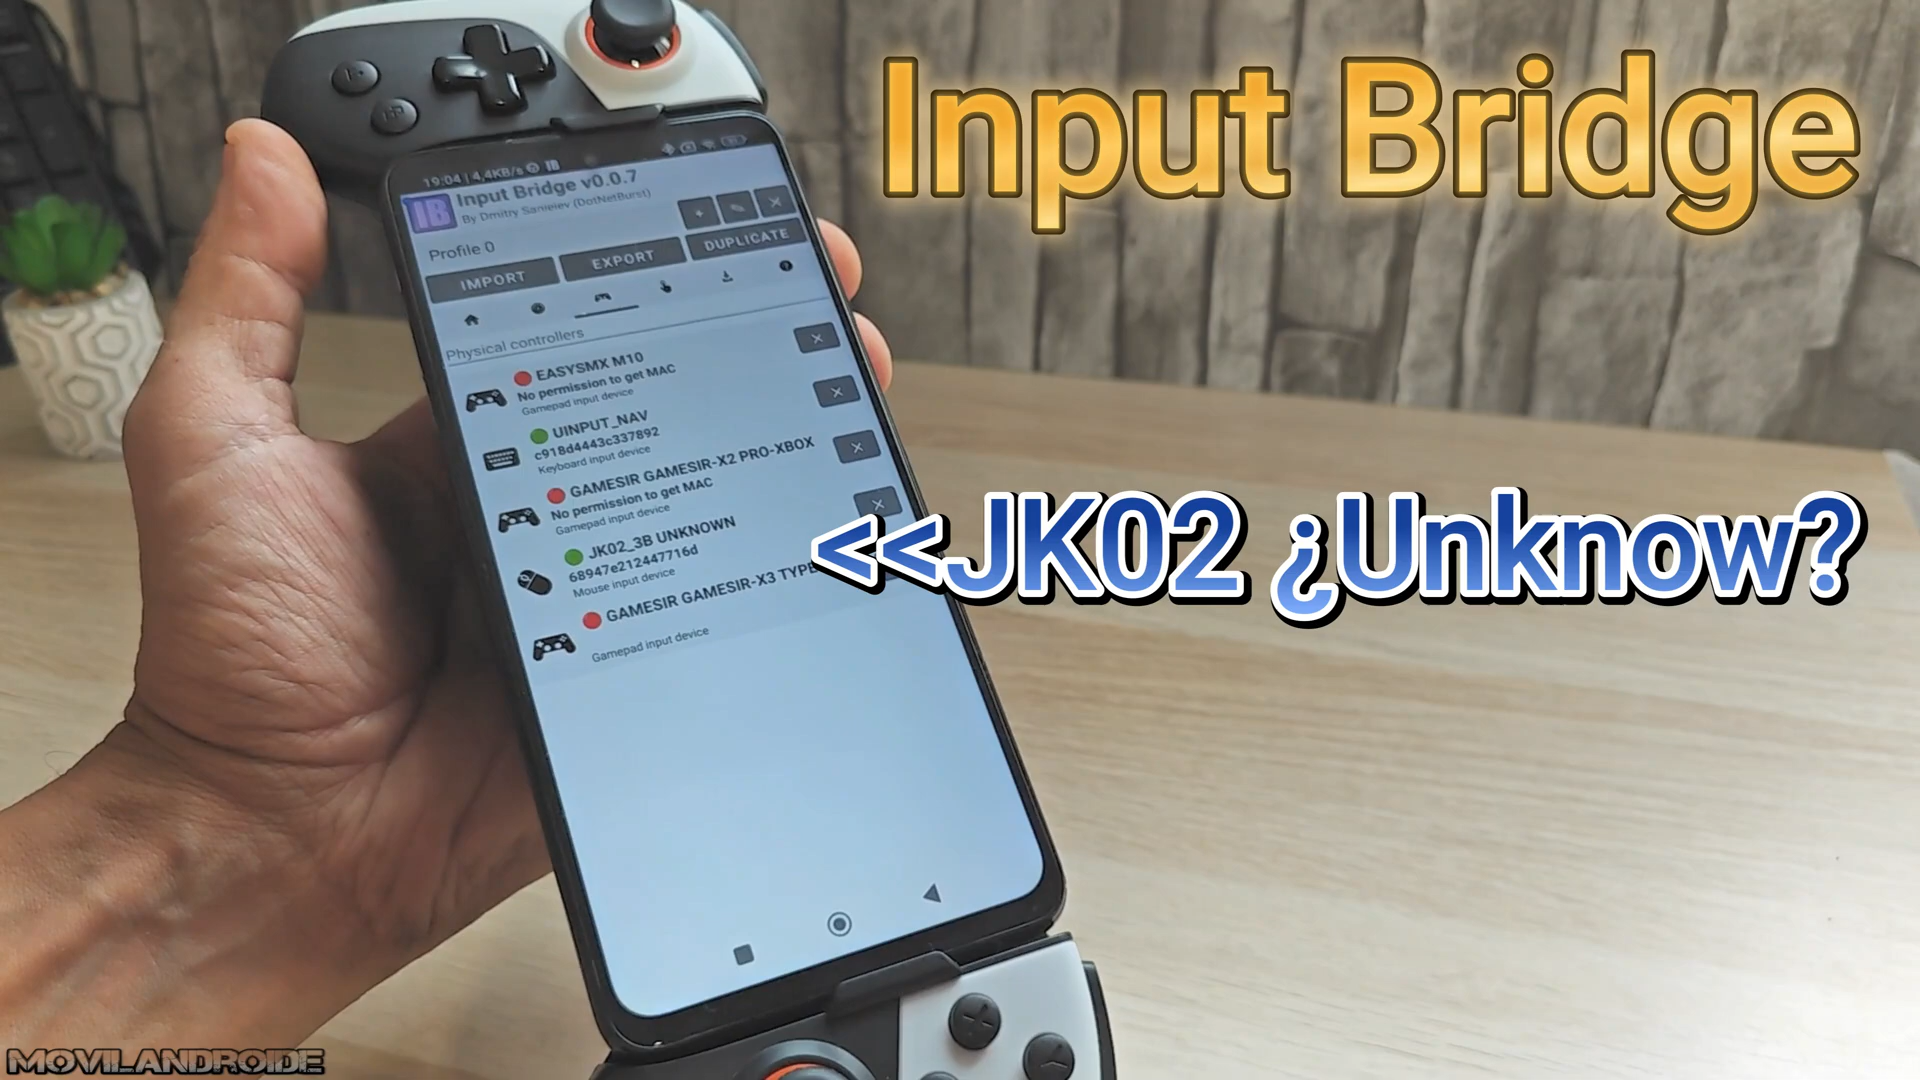 Input Bridge
19:04 | 4,4KB/s
IB
Input Bridge v0.0.7
By Dmitry Sanieiev (DotNetBurst)
Profile 0
IMPORT
EXPORT
DUPLICATE
Physical controllers
EASYSMX M10
No permission to get MAC
Gamepad input device
UINPUT_NAV
c918d4443c337892
Keyboard input device
GAMESIR GAMESIR-X2 PRO-XBOX
No permission to get MAC
Gamepad input device
JK02_3B UNKNOWN
68947e212447716d
Mouse input device
GAMESIR GAMESIR-X3 TYPE
Gamepad input device
<<JK02 ¿Unknow?
MOVILANDROIDE